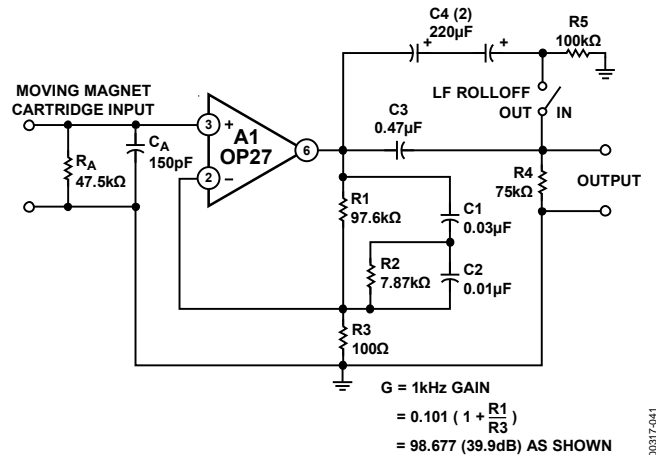 C4 (2)
220µF
+
+
R5
100kΩ
MOVING MAGNET
CARTRIDGE INPUT
LF ROLLOFF
OUT
IN
C3
0.47µF
3
+
A1
OP27
6
2
–
RA
47.5kΩ
CA
150pF
R4
75kΩ
OUTPUT
R1
97.6kΩ
C1
0.03µF
R2
7.87kΩ
C2
0.01µF
R3
100Ω
G = 1kHz GAIN
= 0.101 ( 1 + R1/R3 )
= 98.677 (39.9dB) AS SHOWN
00317-041